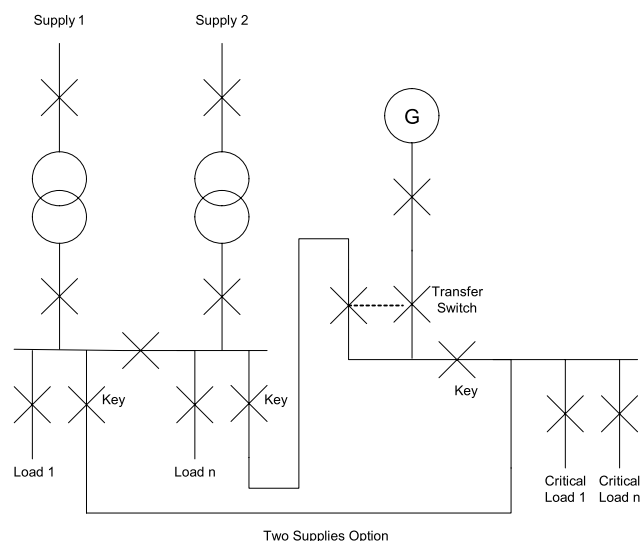 Supply 1
Supply 2
G
Transfer
Switch
Key
Key
Key
Load 1
Load n
Critical
Load 1
Critical
Load n
Two Supplies Option